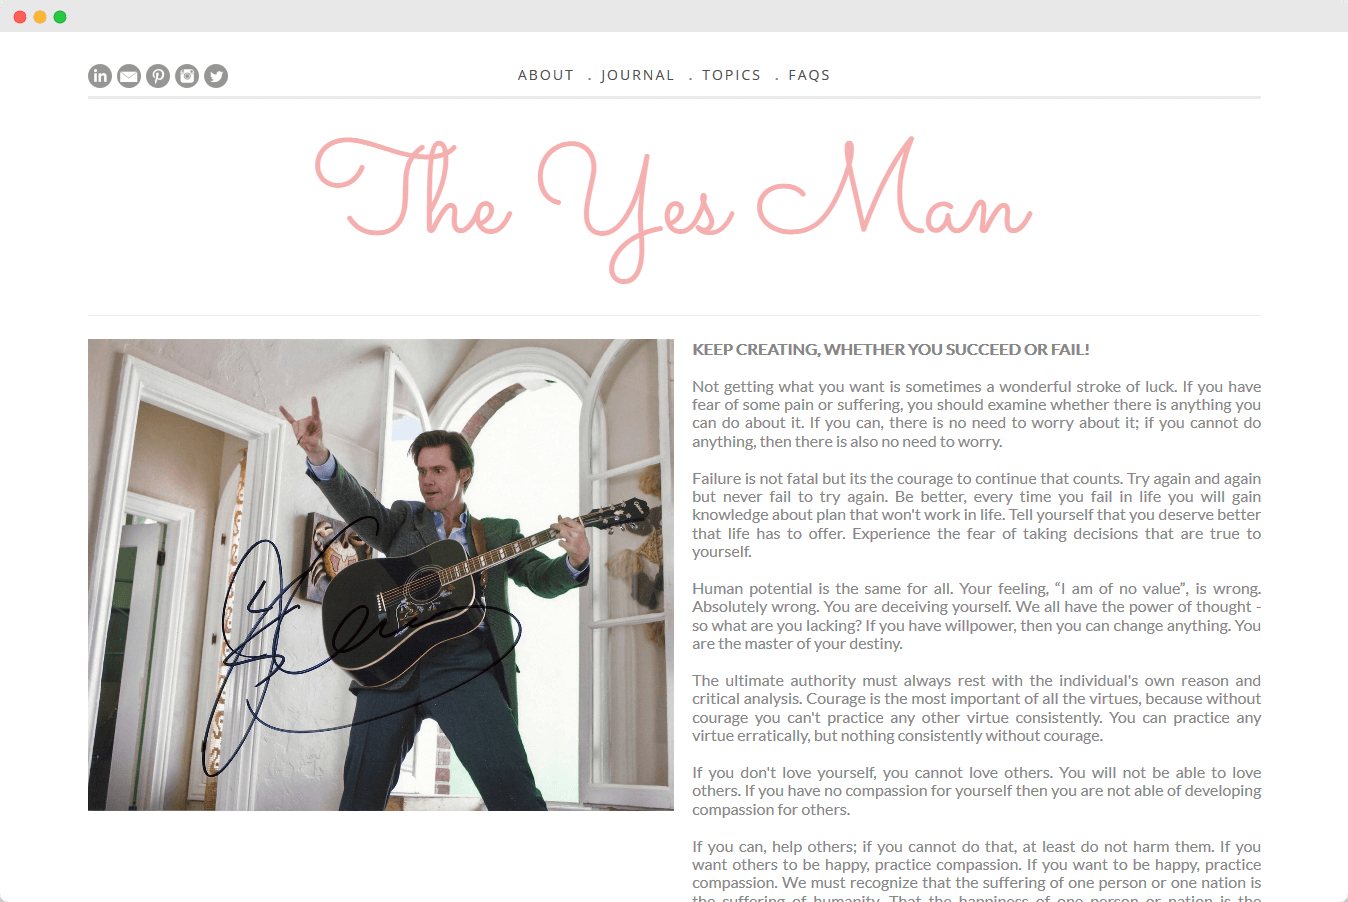 ABOUT . JOURNAL . TOPICS . FAQS
The Yes Man
KEEP CREATING, WHETHER YOU SUCCEED OR FAIL!
Not getting what you want is sometimes a wonderful stroke of luck. If you have
fear of some pain or suffering, you should examine whether there is anything you
can do about it. If you can, there is no need to worry about it; if you cannot do
anything, then there is also no need to worry.
Failure is not fatal but its the courage to continue that counts. Try again and again
but never fail to try again. Be better, every time you fail in life you will gain
knowledge about plan that won't work in life. Tell yourself that you deserve better
that life has to offer. Experience the fear of taking decisions that are true to
yourself.
Human potential is the same for all. Your feeling, “I am of no value”, is wrong.
Absolutely wrong. You are deceiving yourself. We all have the power of thought -
so what are you lacking? If you have willpower, then you can change anything. You
are the master of your destiny.
The ultimate authority must always rest with the individual's own reason and
critical analysis. Courage is the most important of all the virtues, because without
courage you can't practice any other virtue consistently. You can practice any
virtue erratically, but nothing consistently without courage.
If you don't love yourself, you cannot love others. You will not be able to love
others. If you have no compassion for yourself then you are not able of developing
compassion for others.
If you can, help others; if you cannot do that, at least do not harm them. If you
want others to be happy, practice compassion. If you want to be happy, practice
compassion. We must recognize that the suffering of one person or one nation is
the suffering of humanity. That the happiness of one person or nation is the